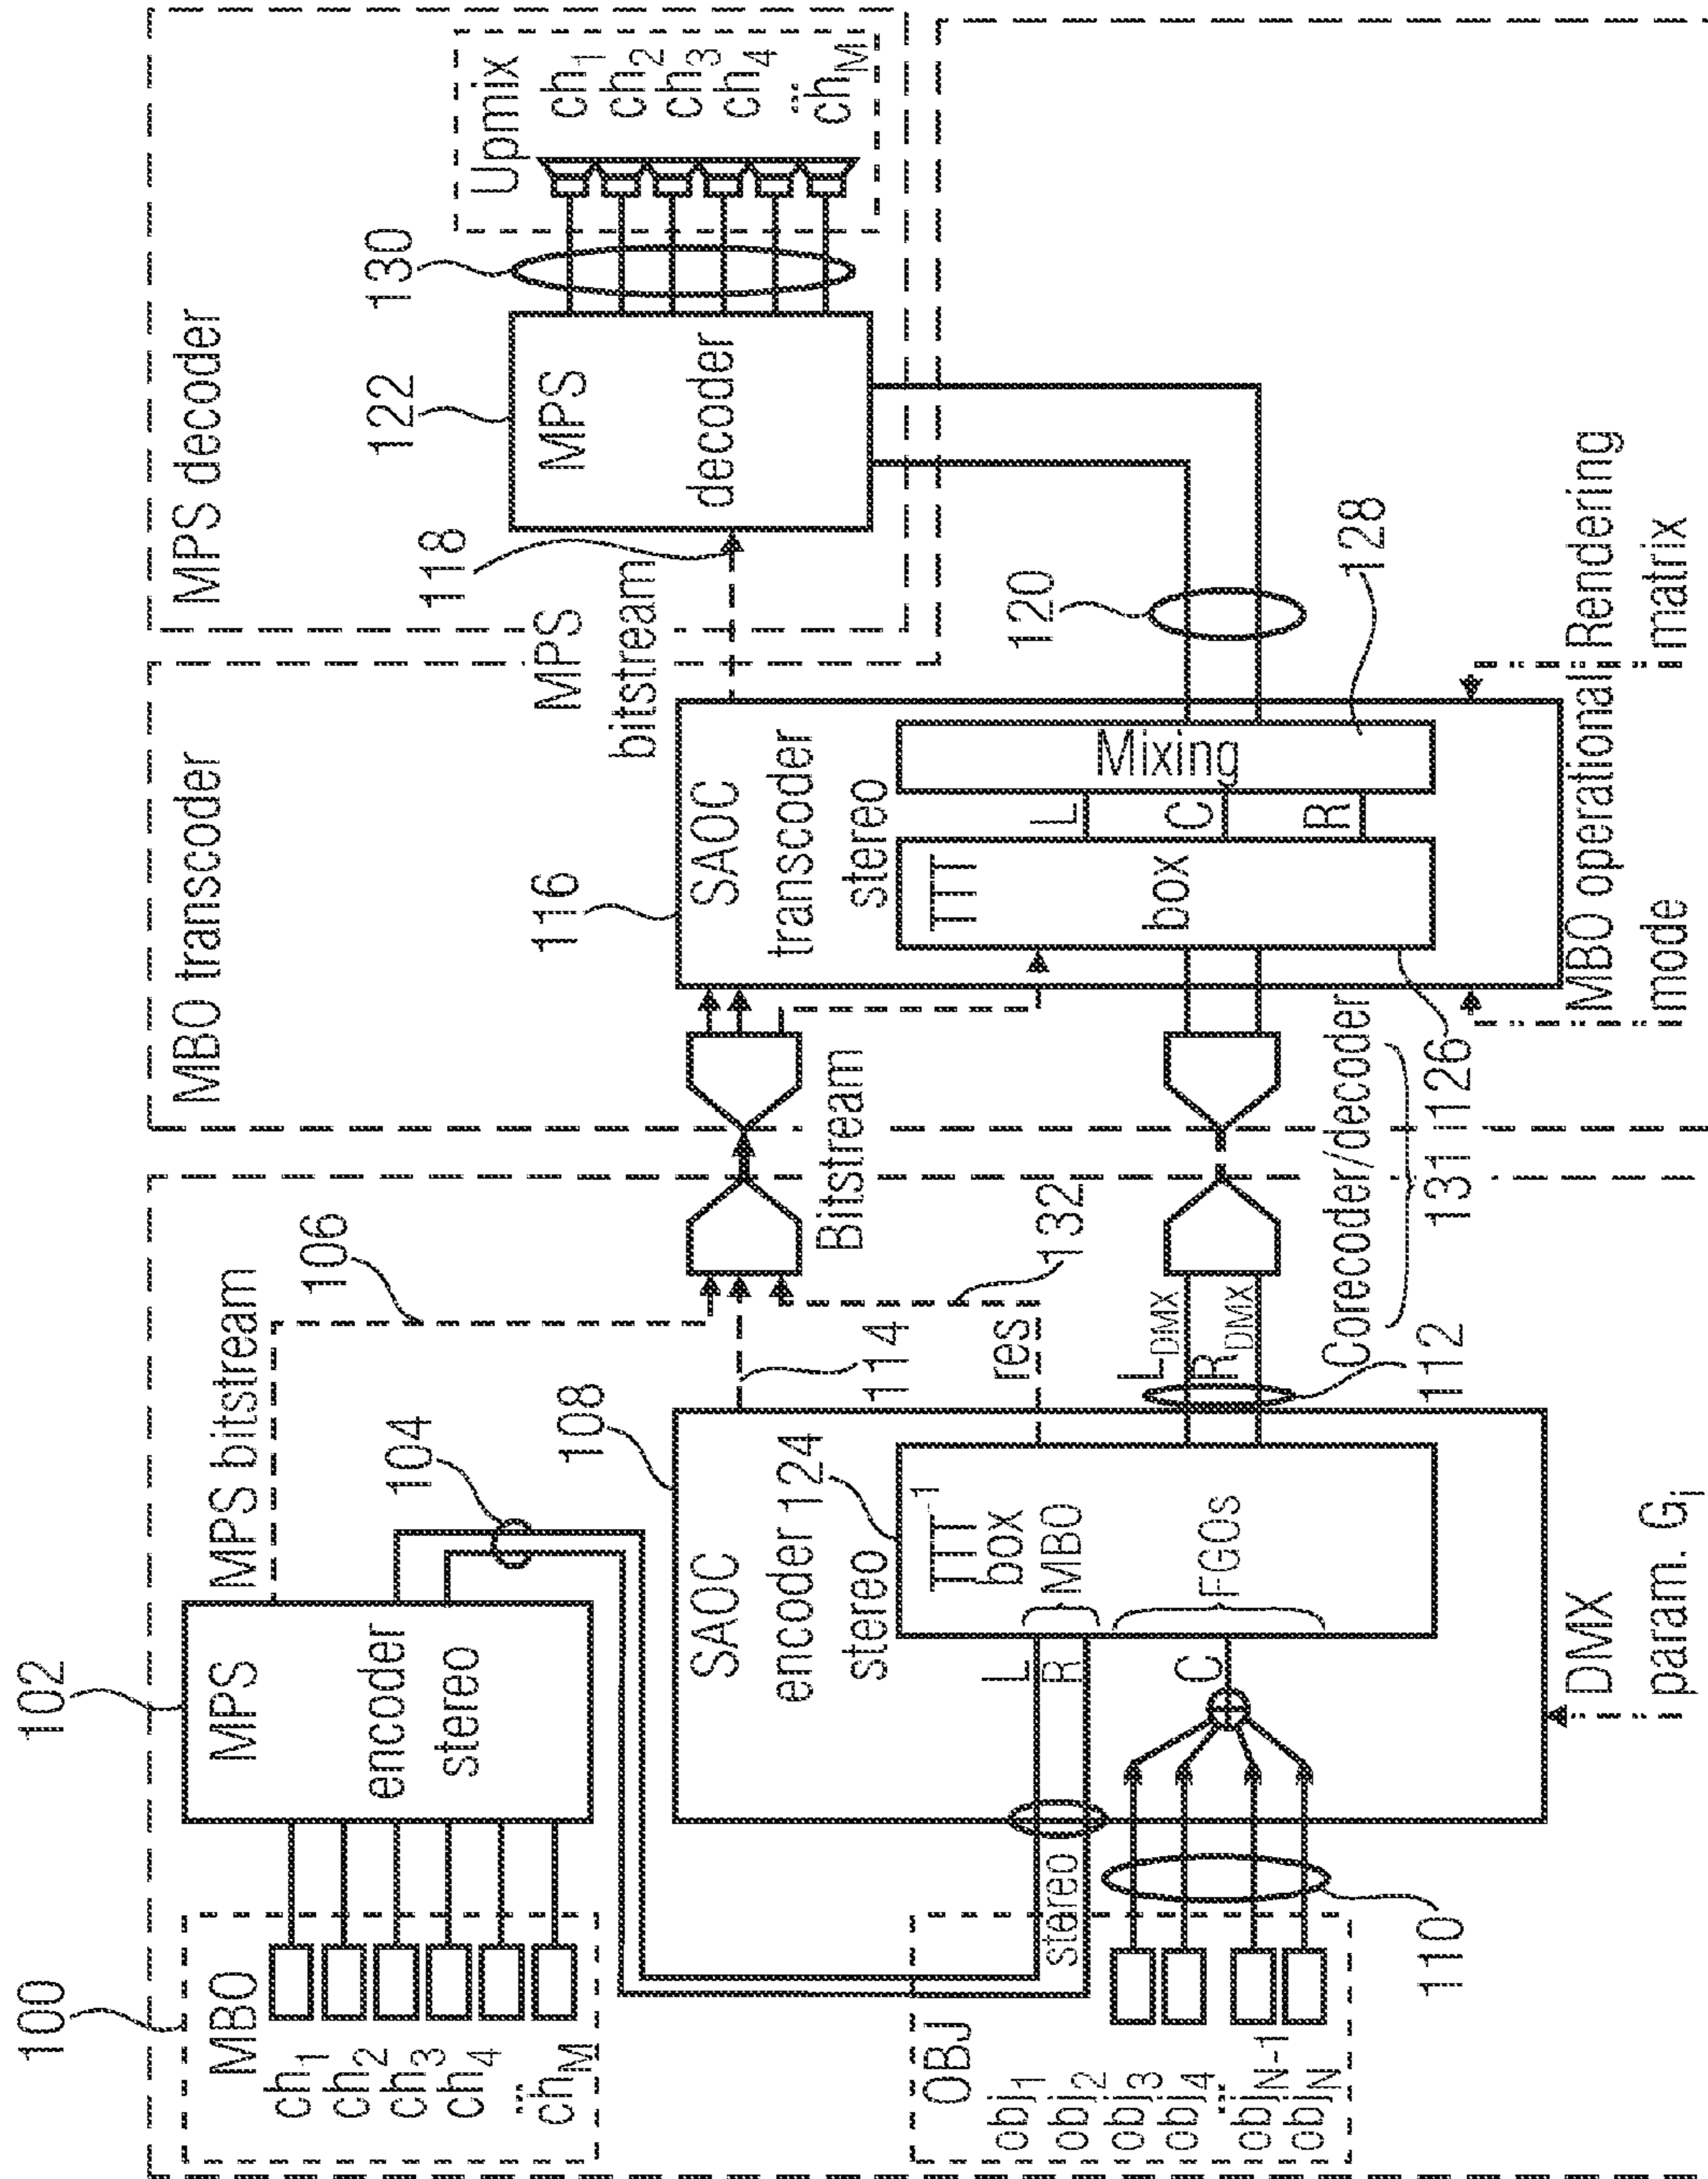 100
MBO
ch1
ch2
ch3
ch4
...
chM
102
MPS
encoder
stereo
MPS bitstream
106
104
OBJ
obj1
obj2
obj3
obj4
...
objN-1
objN
stereo
110
108
SAOC
encoder 124
stereo
L
R
C
TTT-1
box
MBO
FGOs
DMX
param. Gi
114
res
132
LDMX
RDMX
112
Bitstream
Corecoder/decoder
131
126
MBO transcoder
116
SAOC
transcoder
stereo
TTT
box
L
C
R
Mixing
128
MBO operational
mode
Rendering
matrix
120
MPS
bitstream
118
MPS decoder
122
MPS
decoder
130
Upmix
ch1
ch2
ch3
ch4
...
chM